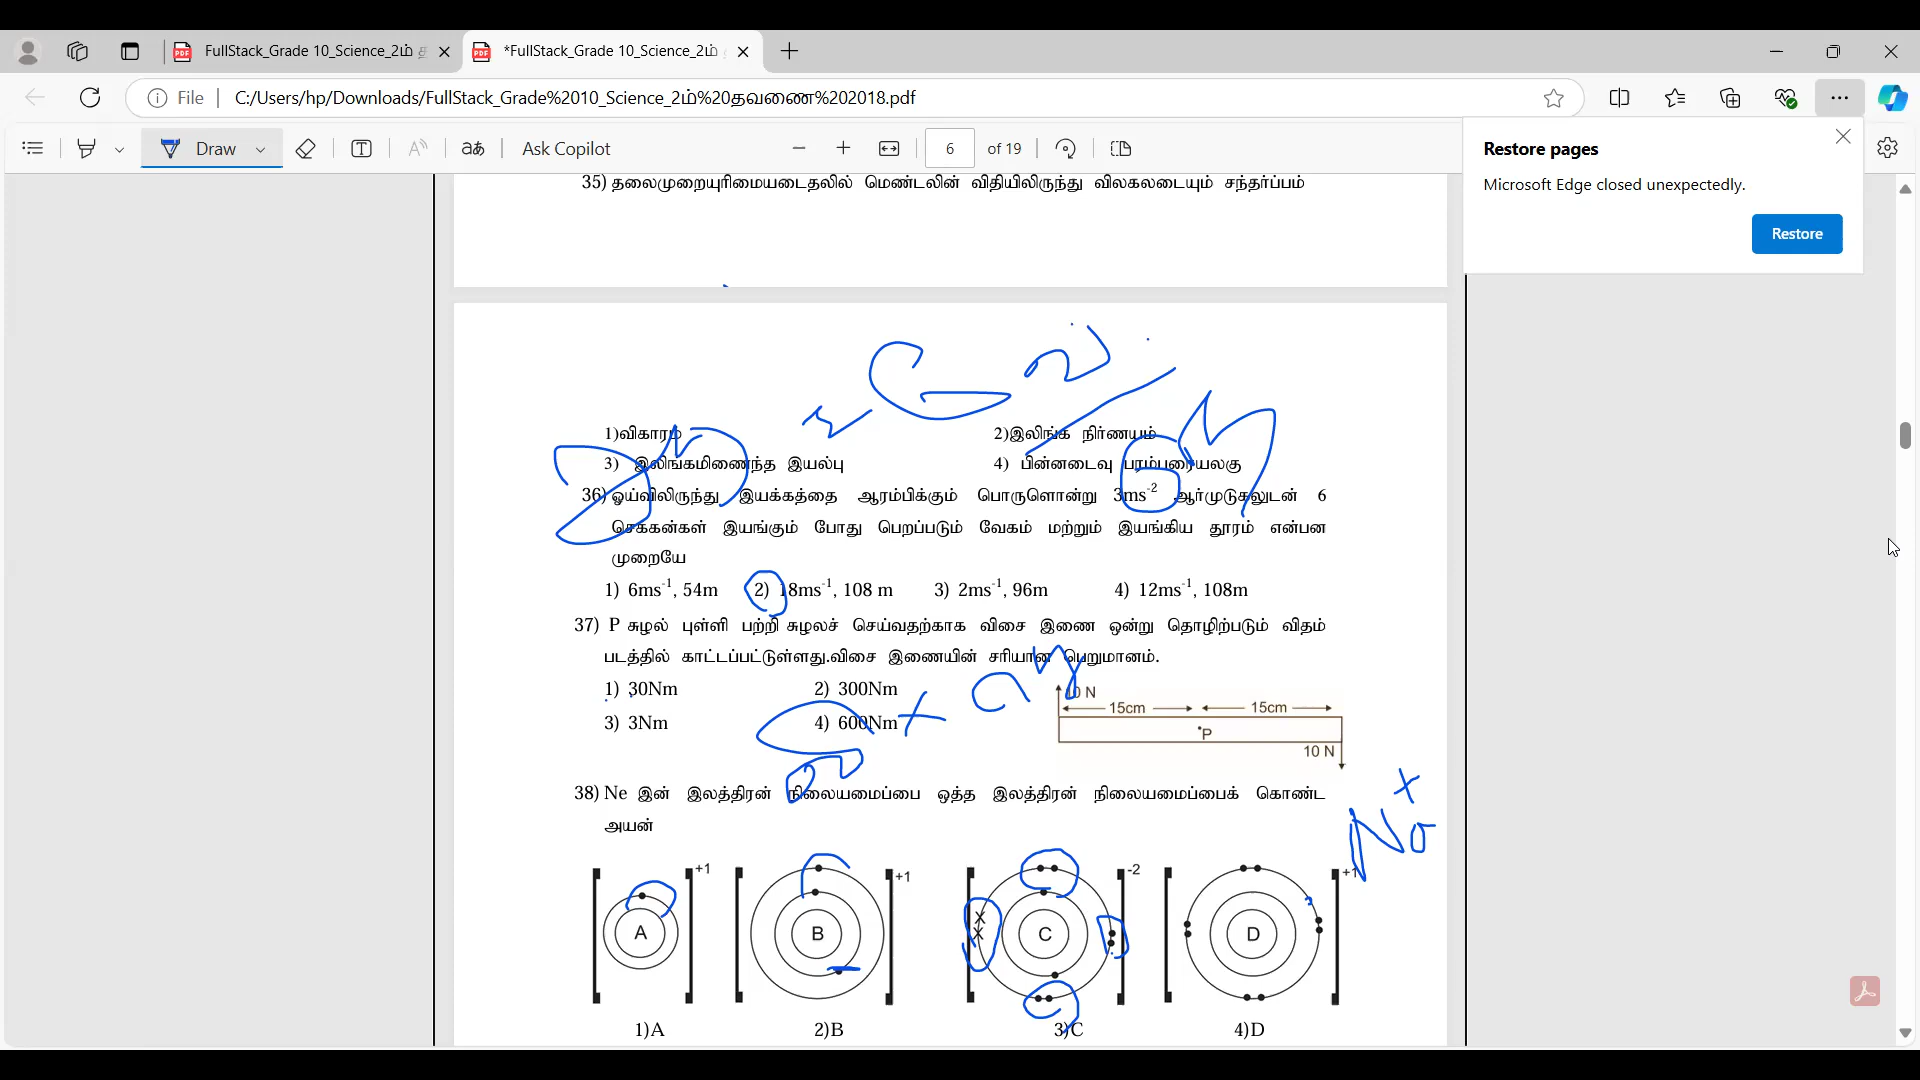 FullStack_Grade 10_Science_2ம்
*FullStack_Grade 10_Science_2ம்
File
C:/Users/hp/Downloads/FullStack_Grade%2010_Science_2ம்%20தவணை%202018.pdf
Draw
Ask Copilot
6 of 19
Restore pages
Microsoft Edge closed unexpectedly.
Restore
35) தலைமுறையுரிமையடைதலில் மெண்டலின் விதியிலிருந்து விலகலடையும் சந்தர்ப்பம்
1)விகாரம் 2)இலிங்க நிர்ணயம்
3) இலிங்கமிணைந்த இயல்பு 4) பின்னடைவு பரம்பரையலகு
36) ஓய்விலிருந்து இயக்கத்தை ஆரம்பிக்கும் பொருளொன்று 3ms-2 ஆர்முடுகலுடன் 6
செக்கன்கள் இயங்கும் போது பெறப்படும் வேகம் மற்றும் இயங்கிய தூரம் என்பன
முறையே
1) 6ms-1, 54m 2) 18ms-1, 108 m 3) 2ms-1, 96m 4) 12ms-1, 108m
37) P சுழல் புள்ளி பற்றி சுழலச் செய்வதற்காக விசை இணை ஒன்று தொழிற்படும் விதம்
படத்தில் காட்டப்பட்டுள்ளது.விசை இணையின் சரியான பெறுமானம்.
1) 30Nm 2) 300Nm
3) 3Nm 4) 600Nm
10 N
15cm 15cm
P
10 N
38) Ne இன் இலத்திரன் நிலையமைப்பை ஒத்த இலத்திரன் நிலையமைப்பைக் கொண்ட
அயன்
+1 +1 -2 +1
A B C D
1)A 2)B 3)C 4)D